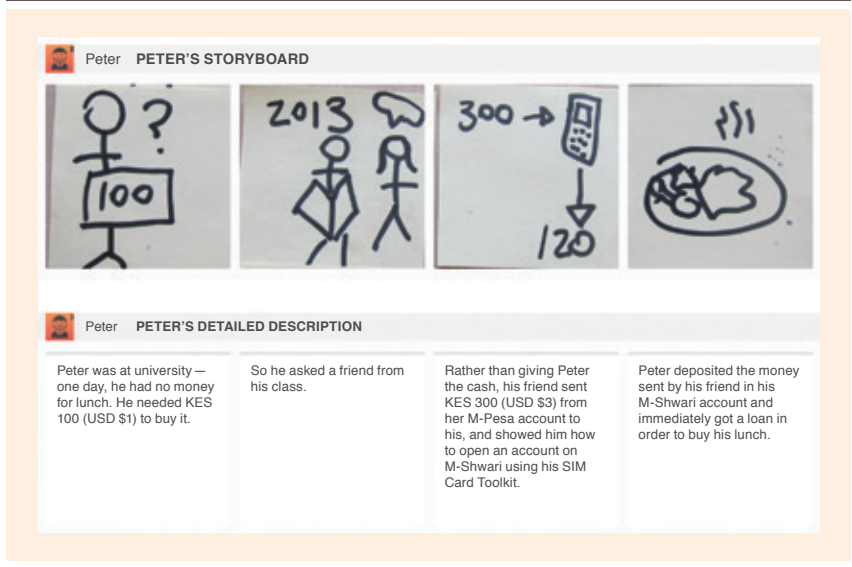 Peter PETER'S STORYBOARD
100 ?
2013
300 →
120
Peter PETER'S DETAILED DESCRIPTION
Peter was at university —
one day, he had no money
for lunch. He needed KES
100 (USD $1) to buy it.
So he asked a friend from
his class.
Rather than giving Peter
the cash, his friend sent
KES 300 (USD $3) from
her M-Pesa account to
his, and showed him how
to open an account on
M-Shwari using his SIM
Card Toolkit.
Peter deposited the money
sent by his friend in his
M-Shwari account and
immediately got a loan in
order to buy his lunch.